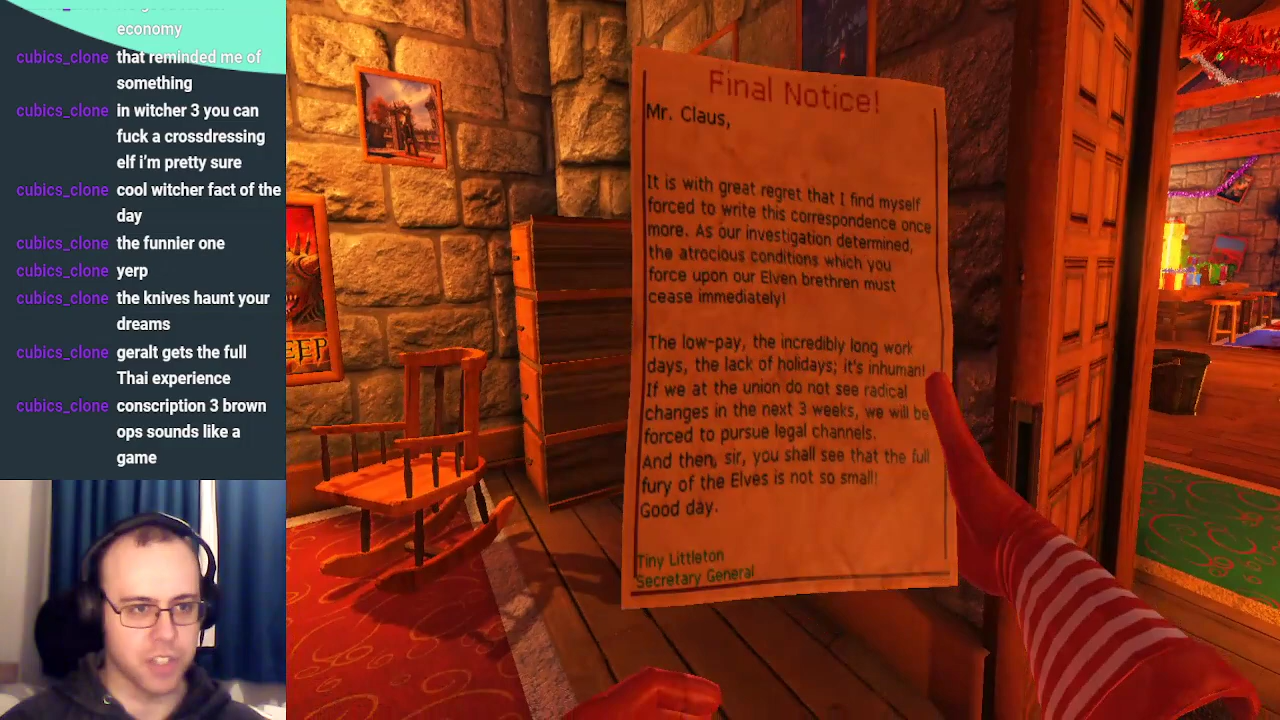 economy
cubics_clone that reminded me of
something
cubics_clone in witcher 3 you can
fuck a crossdressing
elf i'm pretty sure
cubics_clone cool witcher fact of the
day
cubics_clone the funnier one
cubics_clone yerp
cubics_clone the knives haunt your
dreams
cubics_clone geralt gets the full
Thai experience
cubics_clone conscription 3 brown
ops sounds like a
game
EEP
Final Notice!
Mr. Claus,
It is with great regret that I find myself
forced to write this correspondence once
more. As our investigation determined,
the atrocious conditions which you
force upon our Elven brethren must
cease immediately!
The low-pay, the incredibly long work
days, the lack of holidays; it's inhuman!
If we at the union do not see radical
changes in the next 3 weeks, we will be
forced to pursue legal channels.
And then, sir, you shall see that the full
fury of the Elves is not so small!
Good day.
Tiny Littleton
Secretary General